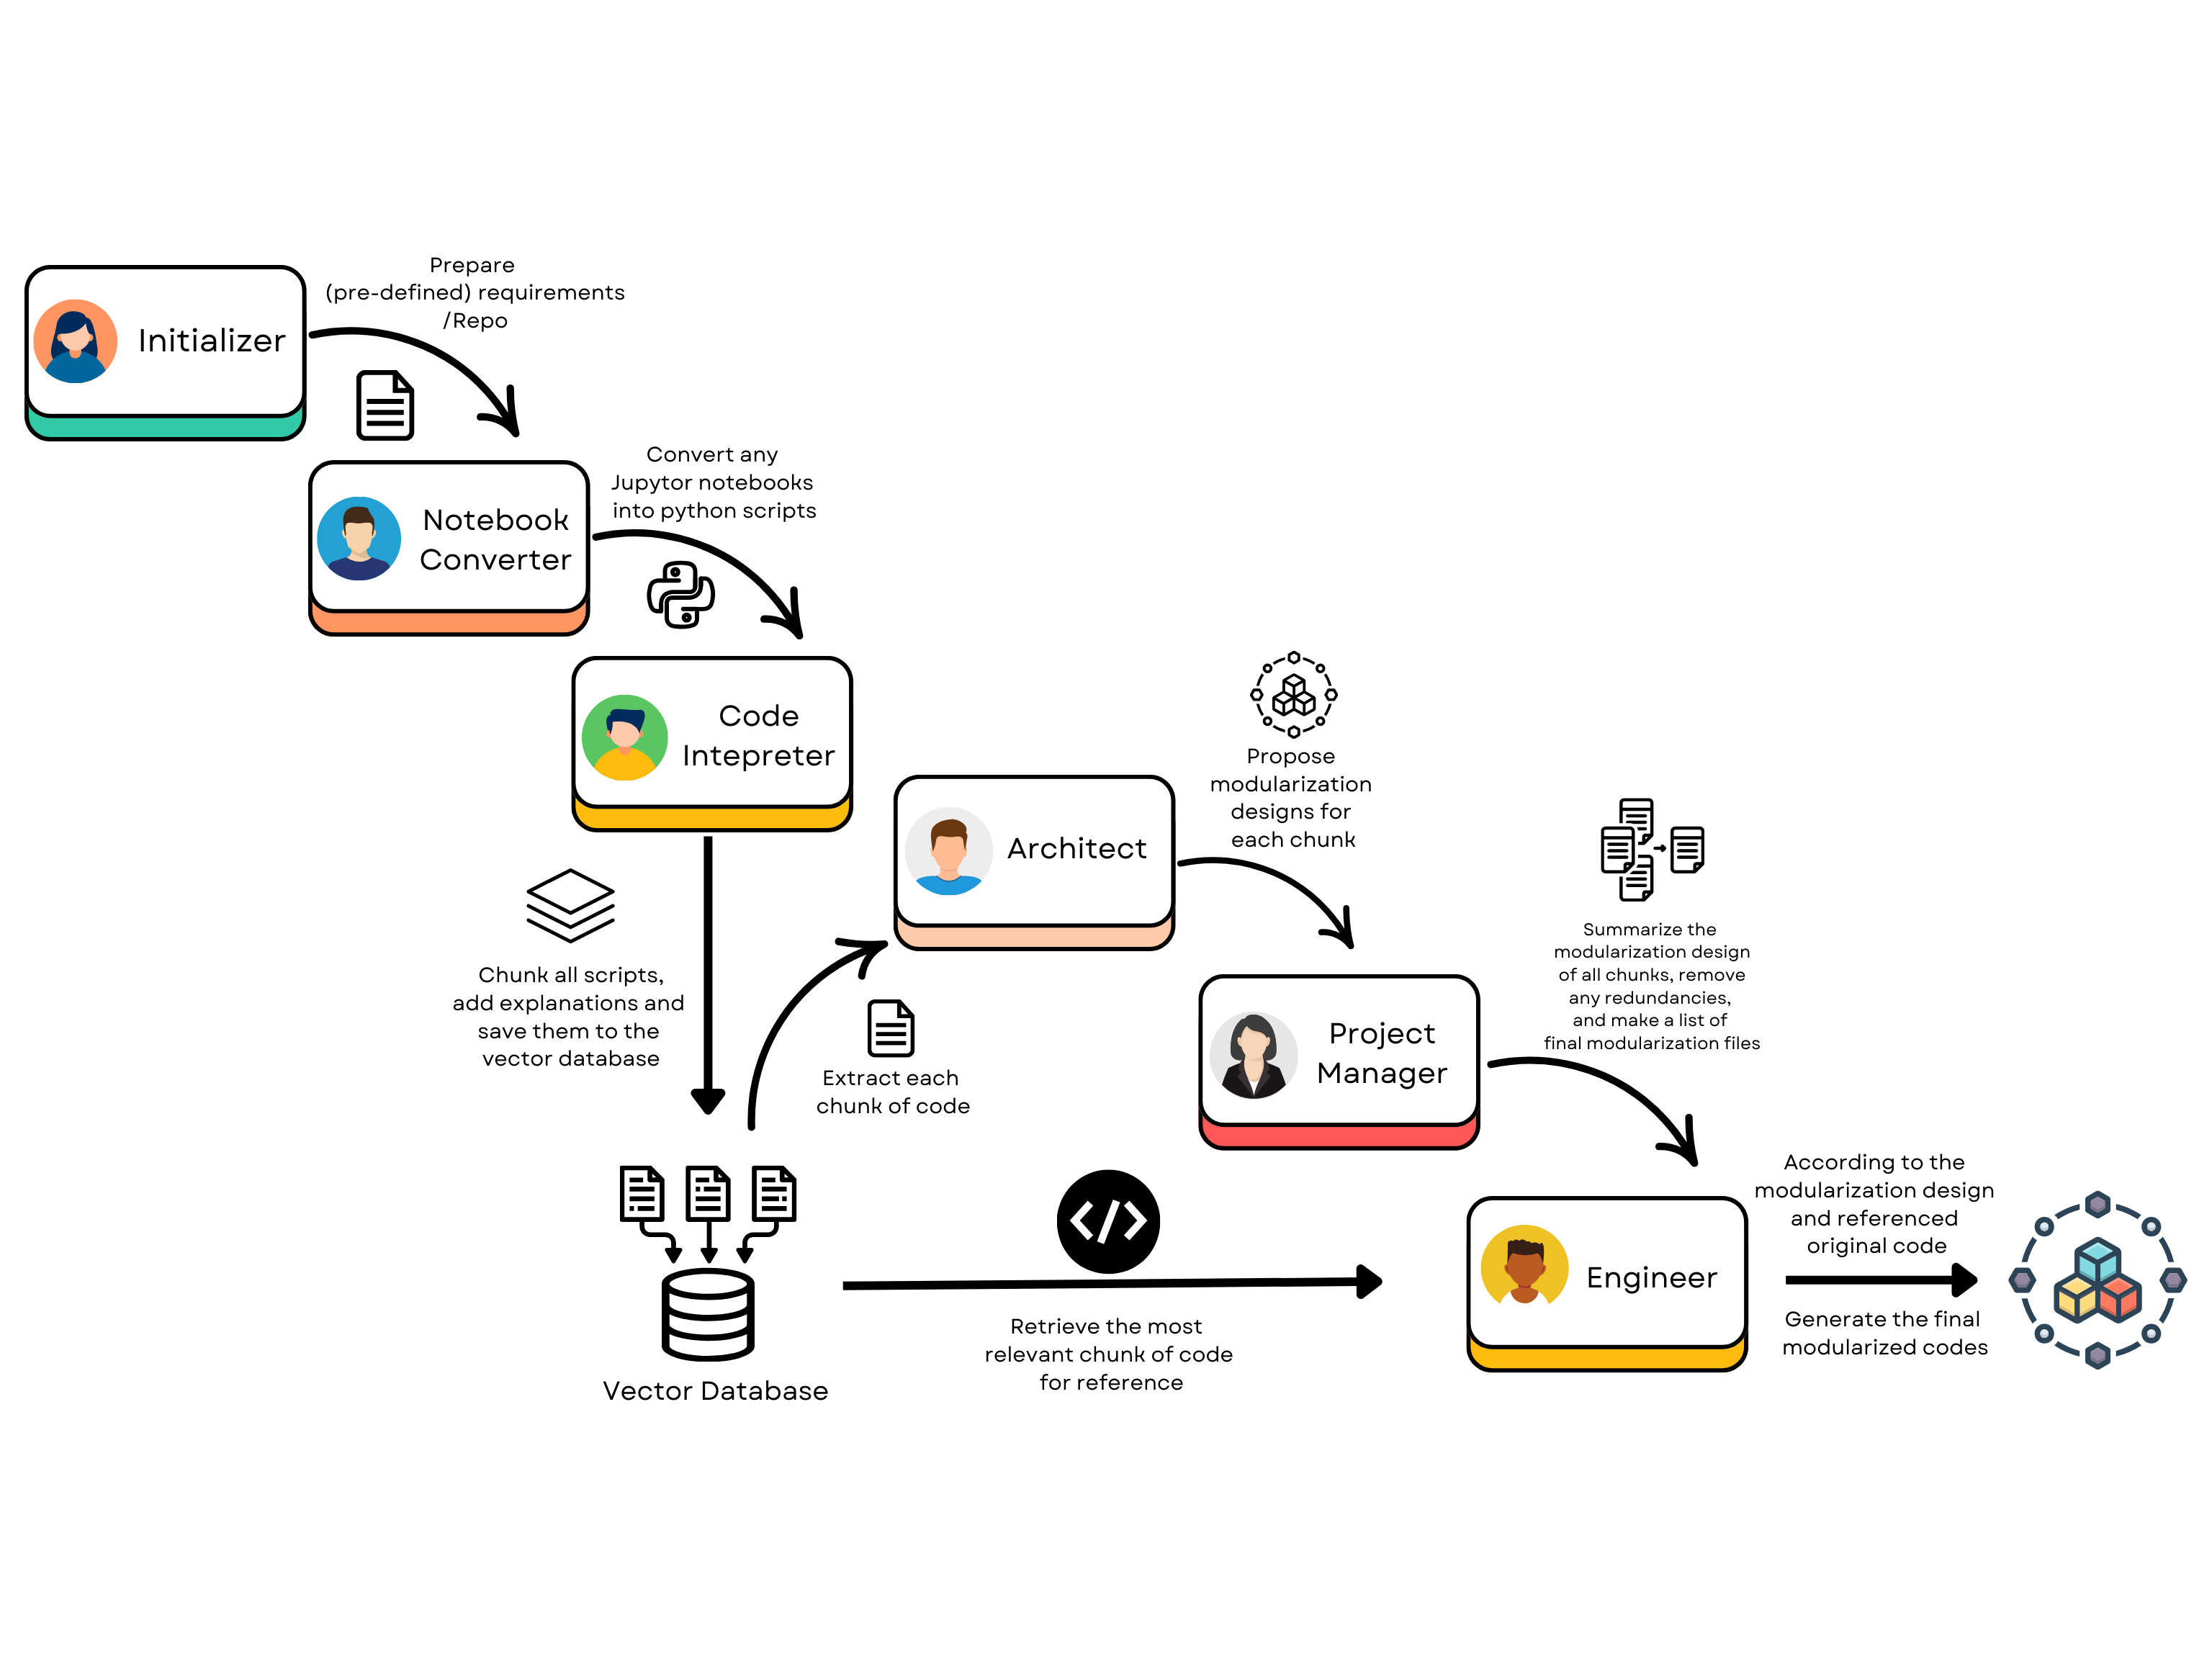 Prepare
(pre-defined) requirements
/Repo
Initializer
Convert any
Jupytor notebooks
into python scripts
Notebook
Converter
Code
Intepreter
Propose
modularization
designs for
each chunk
Architect
Summarize the
modularization design
of all chunks, remove
any redundancies,
and make a list of
final modularization files
Chunk all scripts,
add explanations and
save them to the
vector database
Extract each
chunk of code
Project
Manager
According to the
modularization design
and referenced
original code
Engineer
Generate the final
modularized codes
</>
Retrieve the most
relevant chunk of code
for reference
Vector Database